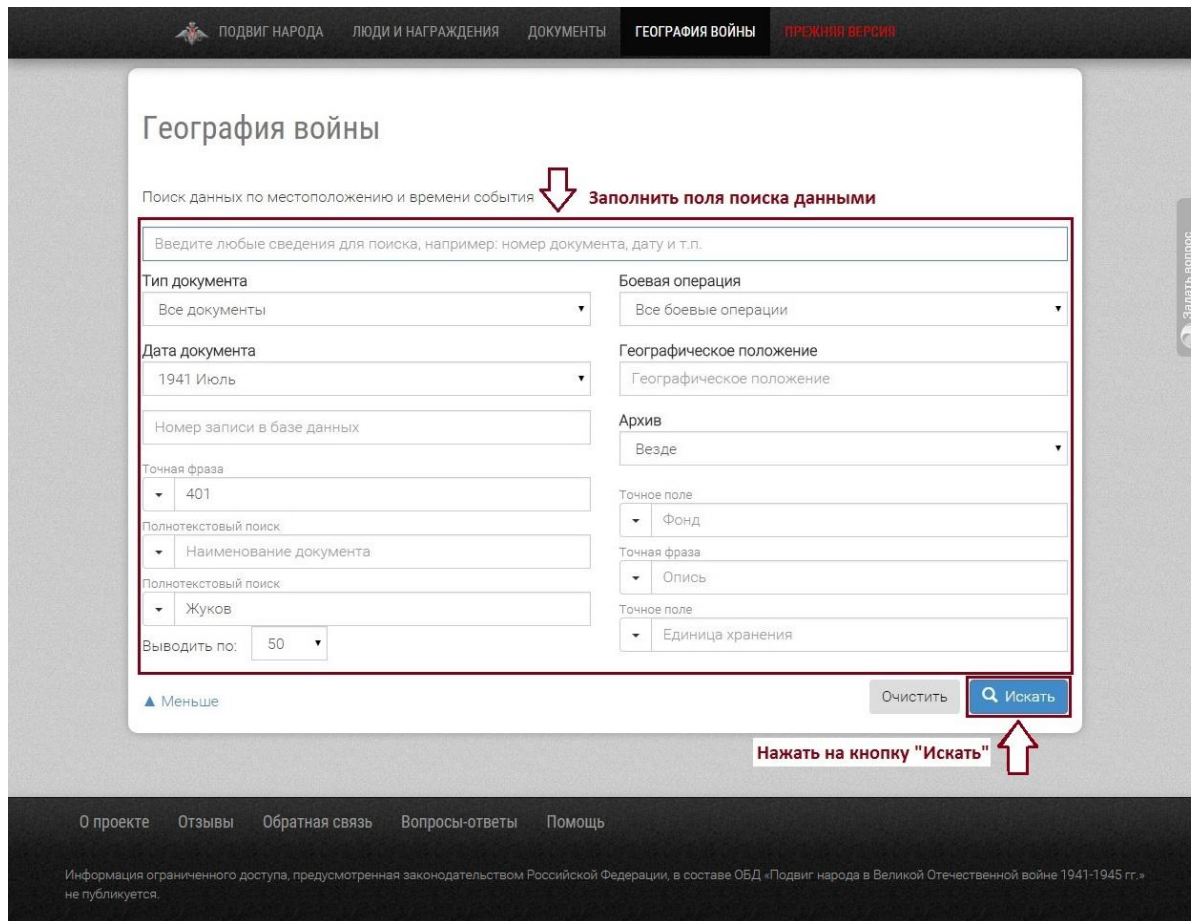 ПОДВИГ НАРОДА ЛЮДИ И НАГРАЖДЕНИЯ ДОКУМЕНТЫ ГЕОГРАФИЯ ВОЙНЫ ПРЕЖНЯЯ ВЕРСИЯ
География войны
Поиск данных по местоположению и времени события
Заполнить поля поиска данными
Введите любые сведения для поиска, например: номер документа, дату и т.п.
Тип документа
Все документы
Боевая операция
Все боевые операции
Дата документа
1941 Июль
Географическое положение
Географическое положение
Номер записи в базе данных
Архив
Везде
Точная фраза
401
Полнотекстовый поиск
Наименование документа
Полнотекстовый поиск
Жуков
Выводить по: 50
Точное поле
Фонд
Точная фраза
Опись
Точное поле
Единица хранения
Меньше
Очистить
Искать
Нажать на кнопку "Искать"
Задать вопрос
О проекте Отзывы Обратная связь Вопросы-ответы Помощь
Информация ограниченного доступа, предусмотренная законодательством Российской Федерации, в составе ОБД «Подвиг народа в Великой Отечественной войне 1941-1945 гг.»
не публикуется.